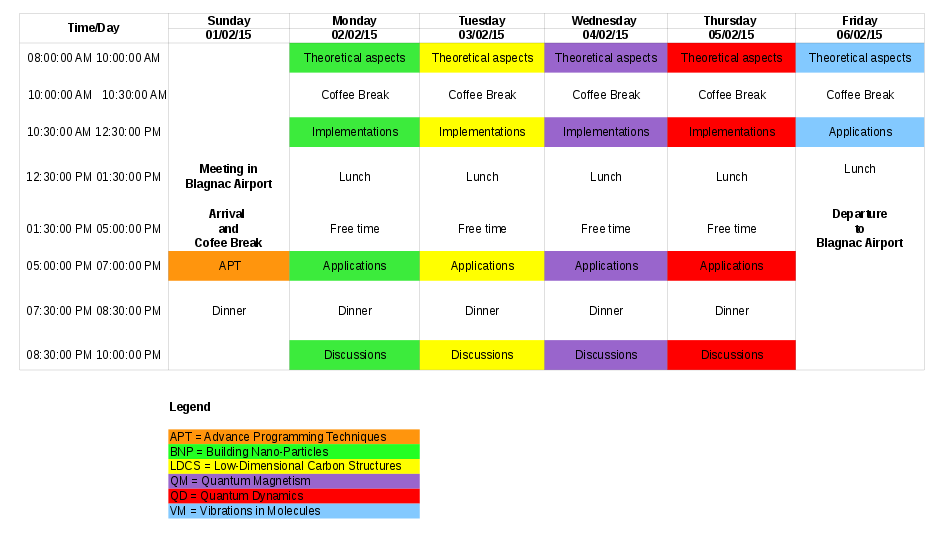 Time/Day Sunday Monday Tuesday Wednesday Thursday Friday
01/02/15 02/02/15 03/02/15 04/02/15 05/02/15 06/02/15
08:00:00 AM 10:00:00 AM Theoretical aspects Theoretical aspects Theoretical aspects Theoretical aspects Theoretical aspects
10:00:00 AM 10:30:00 AM Coffee Break Coffee Break Coffee Break Coffee Break Coffee Break
10:30:00 AM 12:30:00 PM Implementations Implementations Implementations Implementations Applications
12:30:00 PM 01:30:00 PM Meeting in Blagnac Airport Lunch Lunch Lunch Lunch Lunch
01:30:00 PM 05:00:00 PM Arrival and Cofee Break Free time Free time Free time Free time Departure to Blagnac Airport
05:00:00 PM 07:00:00 PM APT Applications Applications Applications Applications
07:30:00 PM 08:30:00 PM Dinner Dinner Dinner Dinner Dinner
08:30:00 PM 10:00:00 PM Discussions Discussions Discussions Discussions
Legend
APT = Advance Programming Techniques
BNP = Building Nano-Particles
LDCS = Low-Dimensional Carbon Structures
QM = Quantum Magnetism
QD = Quantum Dynamics
VM = Vibrations in Molecules